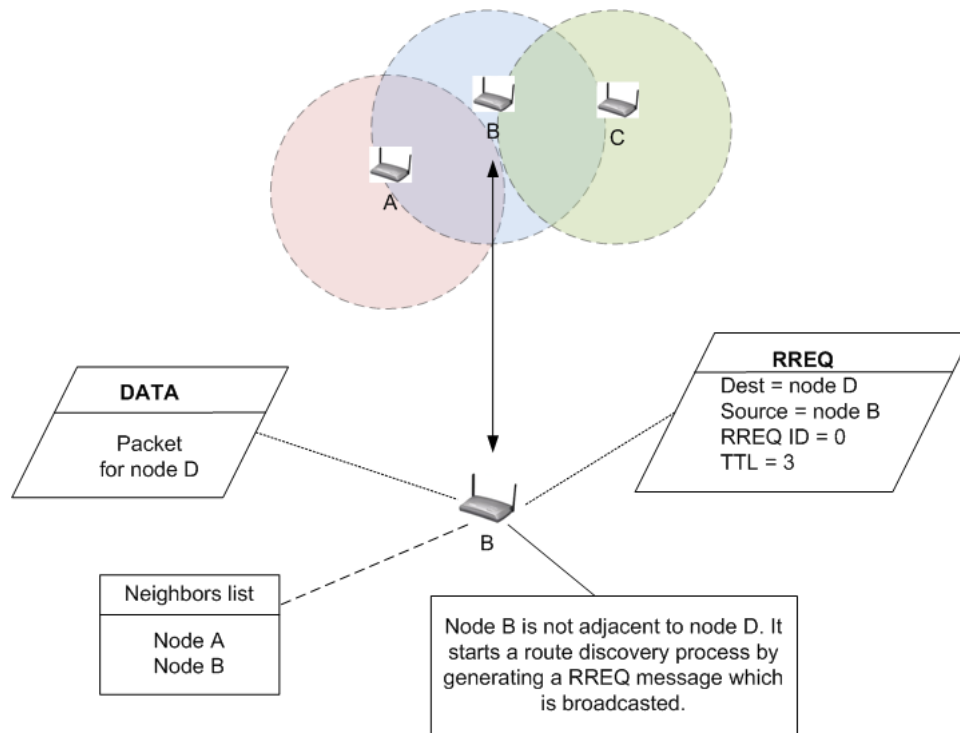 B
C
A
DATA
Packet
for node D
RREQ
Dest = node D
Source = node B
RREQ ID = 0
TTL = 3
B
Neighbors list
Node A
Node B
Node B is not adjacent to node D. It
starts a route discovery process by
generating a RREQ message which
is broadcasted.